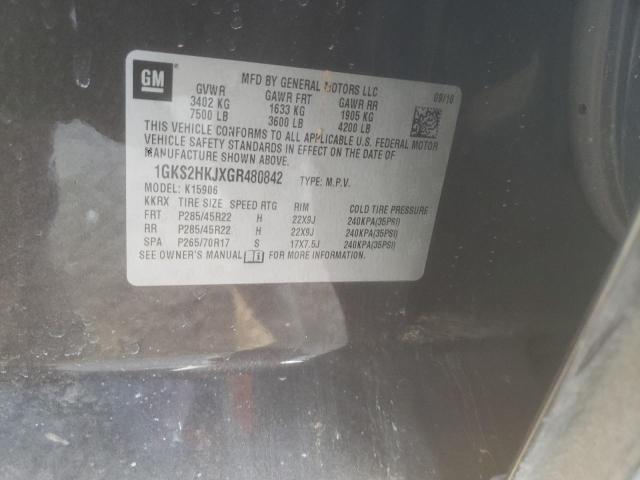 GM
MFD BY GENERAL MOTORS LLC
09/16
GVWR GAWR FRT GAWR RR
3402 KG 1633 KG 1905 KG
7500 LB 3600 LB 4200 LB
THIS VEHICLE CONFORMS TO ALL APPLICABLE U.S. FEDERAL MOTOR
VEHICLE SAFETY STANDARDS IN EFFECT ON THE DATE OF
MANUFACTURE SHOWN ABOVE.
1GKS2HKJXGR480842 TYPE: M.P.V.
MODEL: K15906
KKRX TIRE SIZE SPEED RTG RIM COLD TIRE PRESSURE
FRT P285/45R22 H 22X9J 240KPA(35PSI)
RR P285/45R22 H 22X9J 240KPA(35PSI)
SPA P265/70R17 S 17X7.5J 240KPA(35PSI)
SEE OWNER'S MANUAL FOR MORE INFORMATION.